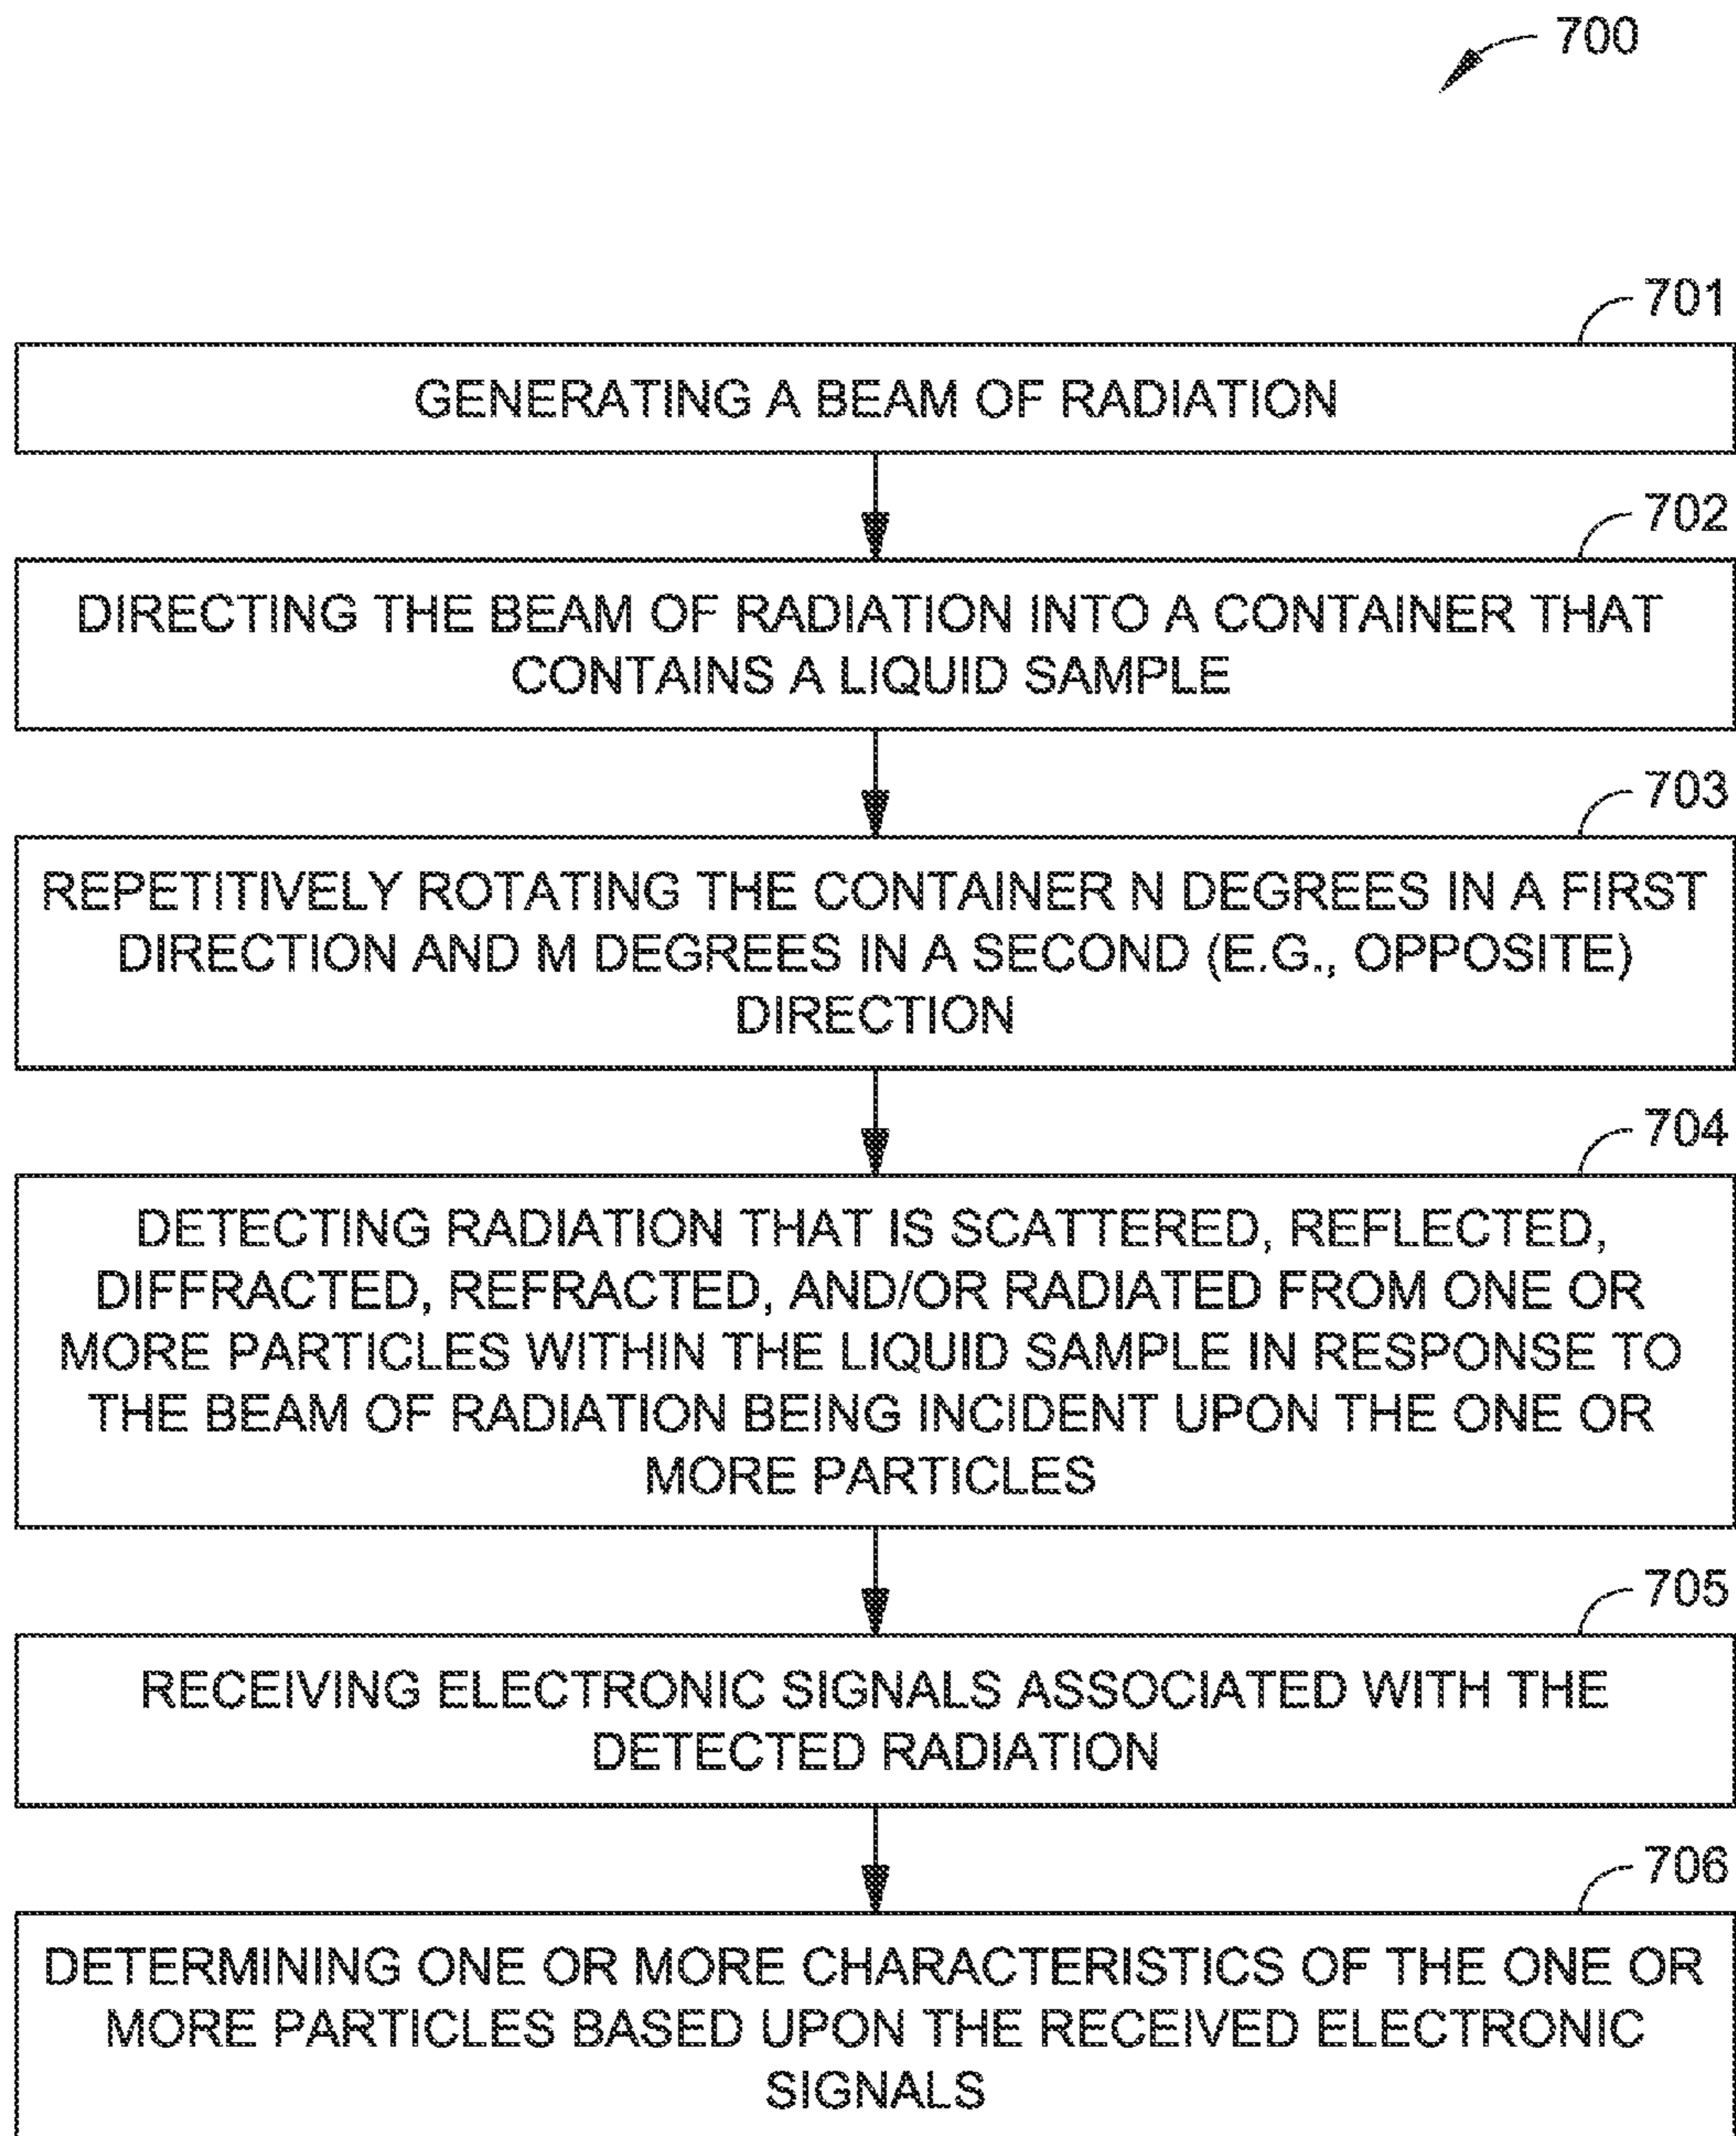 700
701
GENERATING A BEAM OF RADIATION
702
DIRECTING THE BEAM OF RADIATION INTO A CONTAINER THAT
CONTAINS A LIQUID SAMPLE
703
REPETITIVELY ROTATING THE CONTAINER N DEGREES IN A FIRST
DIRECTION AND M DEGREES IN A SECOND (E.G., OPPOSITE)
DIRECTION
704
DETECTING RADIATION THAT IS SCATTERED, REFLECTED,
DIFFRACTED, REFRACTED, AND/OR RADIATED FROM ONE OR
MORE PARTICLES WITHIN THE LIQUID SAMPLE IN RESPONSE TO
THE BEAM OF RADIATION BEING INCIDENT UPON THE ONE OR
MORE PARTICLES
705
RECEIVING ELECTRONIC SIGNALS ASSOCIATED WITH THE
DETECTED RADIATION
706
DETERMINING ONE OR MORE CHARACTERISTICS OF THE ONE OR
MORE PARTICLES BASED UPON THE RECEIVED ELECTRONIC
SIGNALS